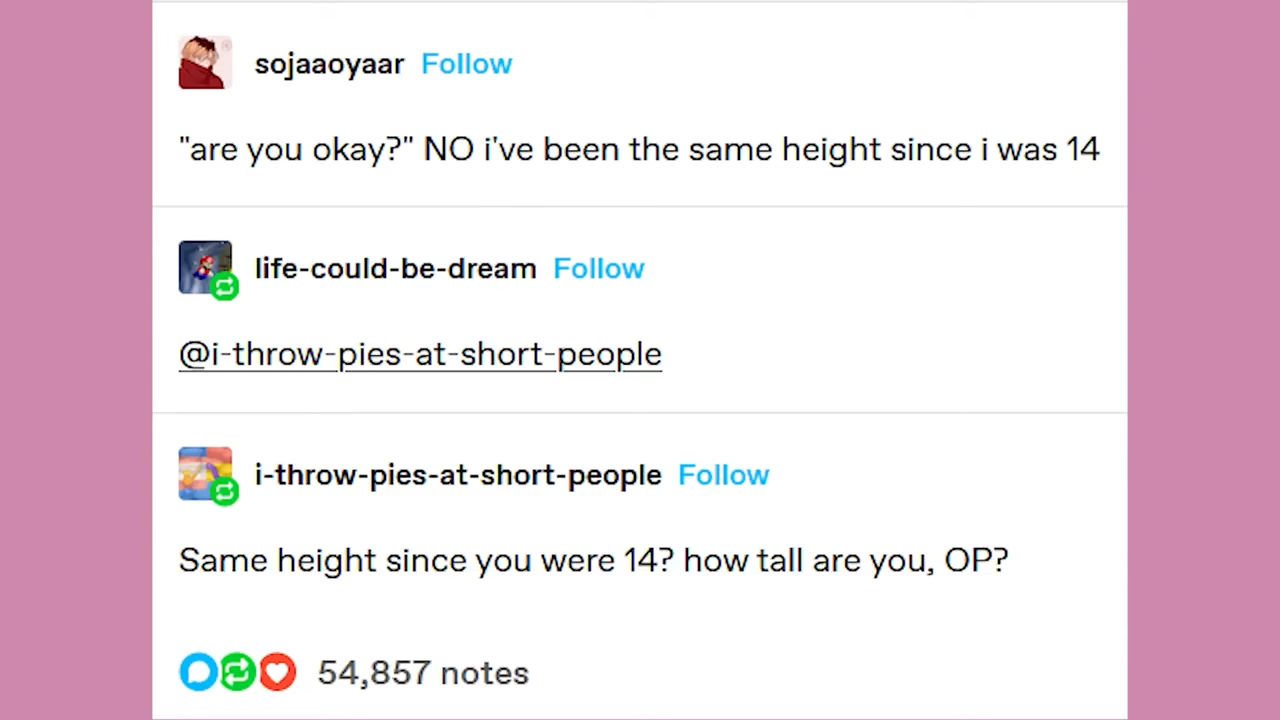 sojaaoyaar Follow
"are you okay?" NO i've been the same height since i was 14
life-could-be-dream Follow
@i-throw-pies-at-short-people
i-throw-pies-at-short-people Follow
Same height since you were 14? how tall are you, OP?
54,857 notes